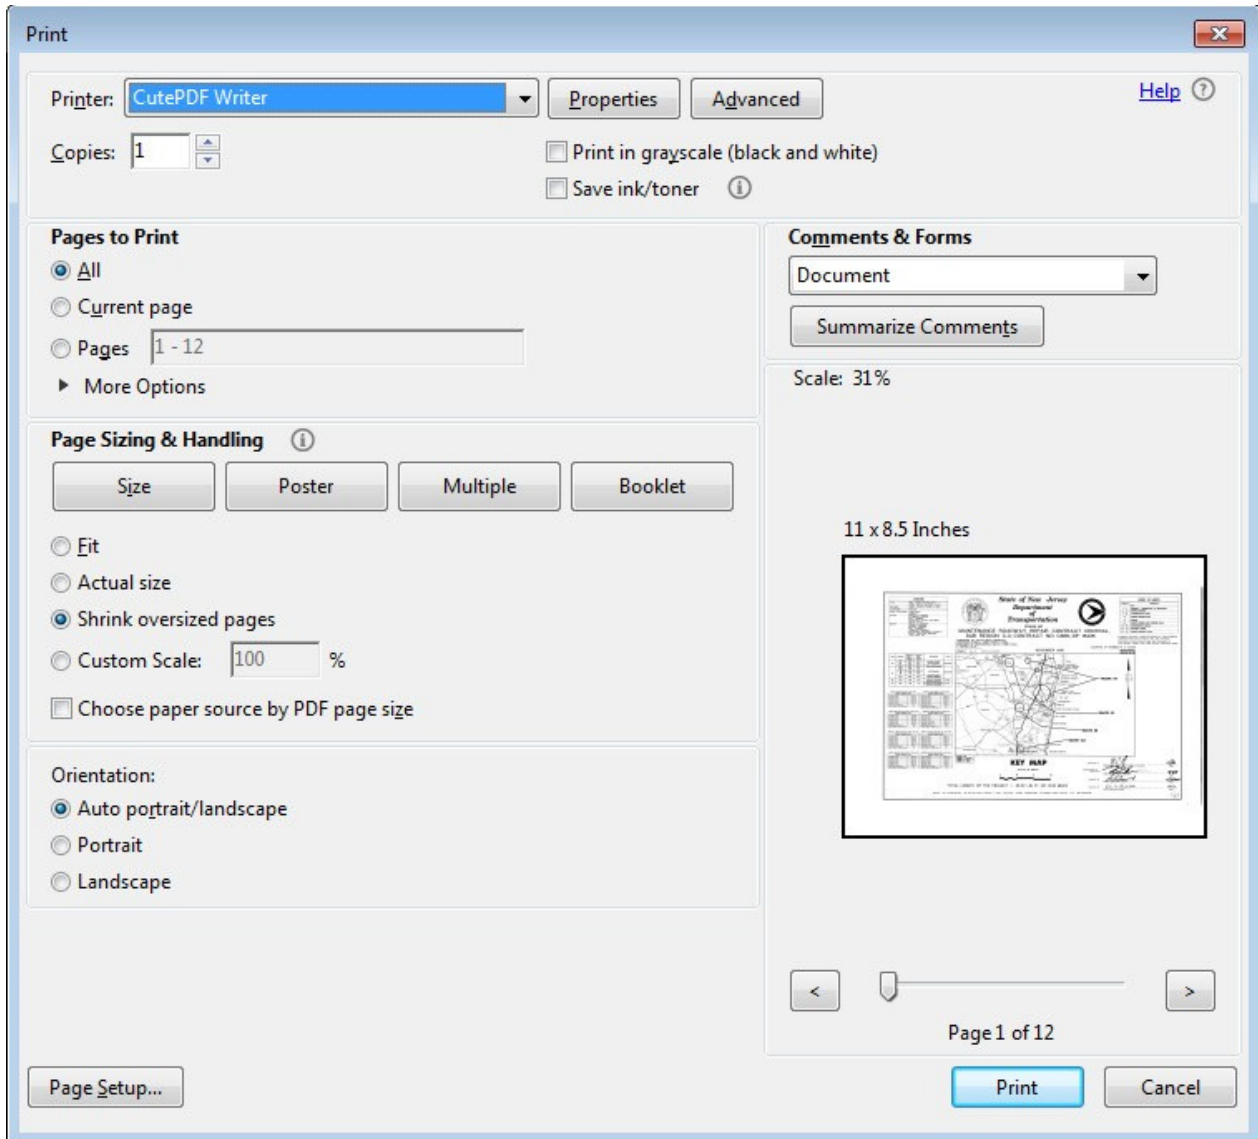 Print
Printer: CutePDF Writer Properties Advanced Help ?
Copies: 1 Print in grayscale (black and white)
Save ink/toner
Pages to Print
All
Current page
Pages 1 - 12
More Options
Comments & Forms
Document
Summarize Comments
Page Sizing & Handling
Size Poster Multiple Booklet
Fit
Actual size
Shrink oversized pages
Custom Scale: 100 %
Choose paper source by PDF page size
Orientation:
Auto portrait/landscape
Portrait
Landscape
Scale: 31%
11 x 8.5 Inches
State of New Jersey
Department
of
Transportation
KEY MAP
< >
Page 1 of 12
Page Setup... Print Cancel